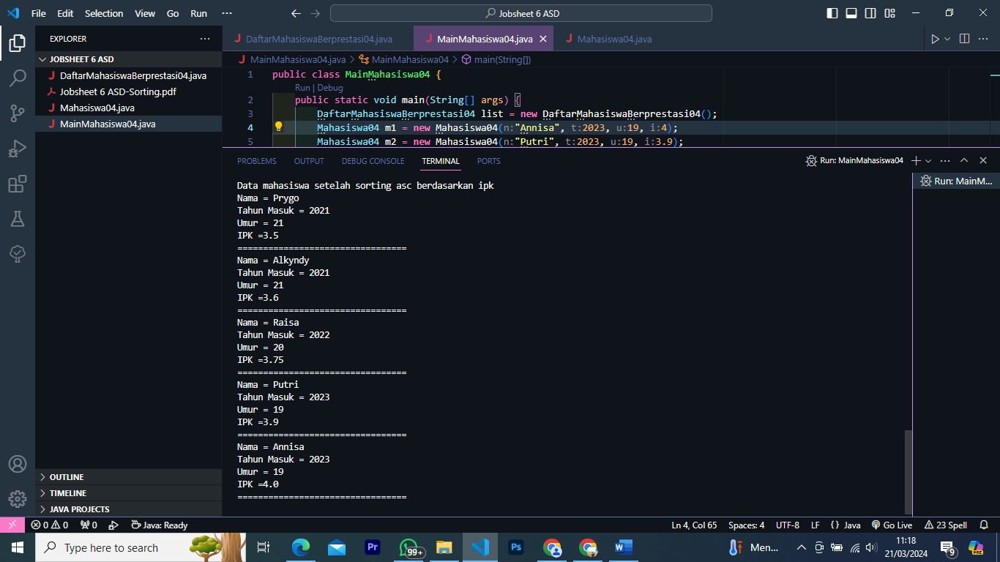 File Edit Selection View Go Run ···
Jobsheet 6 ASD
EXPLORER ···
JOBSHEET 6 ASD
DaftarMahasiswaBerprestasi04.java
Jobsheet 6 ASD-Sorting.pdf
Mahasiswa04.java
MainMahasiswa04.java
OUTLINE
TIMELINE
JAVA PROJECTS
DaftarMahasiswaBerprestasi04.java MainMahasiswa04.java Mahasiswa04.java
MainMahasiswa04.java > MainMahasiswa04 > main(String[])
1 public class MainMahasiswa04 {
Run | Debug
2 public static void main(String[] args) {
3 DaftarMahasiswaBerprestasi04 list = new DaftarMahasiswaBerprestasi04();
4 Mahasiswa04 m1 = new Mahasiswa04(n:"Annisa", t:2023, u:19, i:4);
5 Mahasiswa04 m2 = new Mahasiswa04(n:"Putri", t:2023, u:19, i:3.9);
PROBLEMS OUTPUT DEBUG CONSOLE TERMINAL PORTS
Run: MainMahasiswa04
Run: MainM...
Data mahasiswa setelah sorting asc berdasarkan ipk
Nama = Prygo
Tahun Masuk = 2021
Umur = 21
IPK =3.5
=================================
Nama = Alkyndy
Tahun Masuk = 2021
Umur = 21
IPK =3.6
=================================
Nama = Raisa
Tahun Masuk = 2022
Umur = 20
IPK =3.75
=================================
Nama = Putri
Tahun Masuk = 2023
Umur = 19
IPK =3.9
=================================
Nama = Annisa
Tahun Masuk = 2023
Umur = 19
IPK =4.0
=================================
0 0 0 Java: Ready Ln 4, Col 65 Spaces: 4 UTF-8 LF {} Java Go Live 23 Spell
Type here to search
Pr
99+
Ps
Men...
11:18
21/03/2024
9
PRE